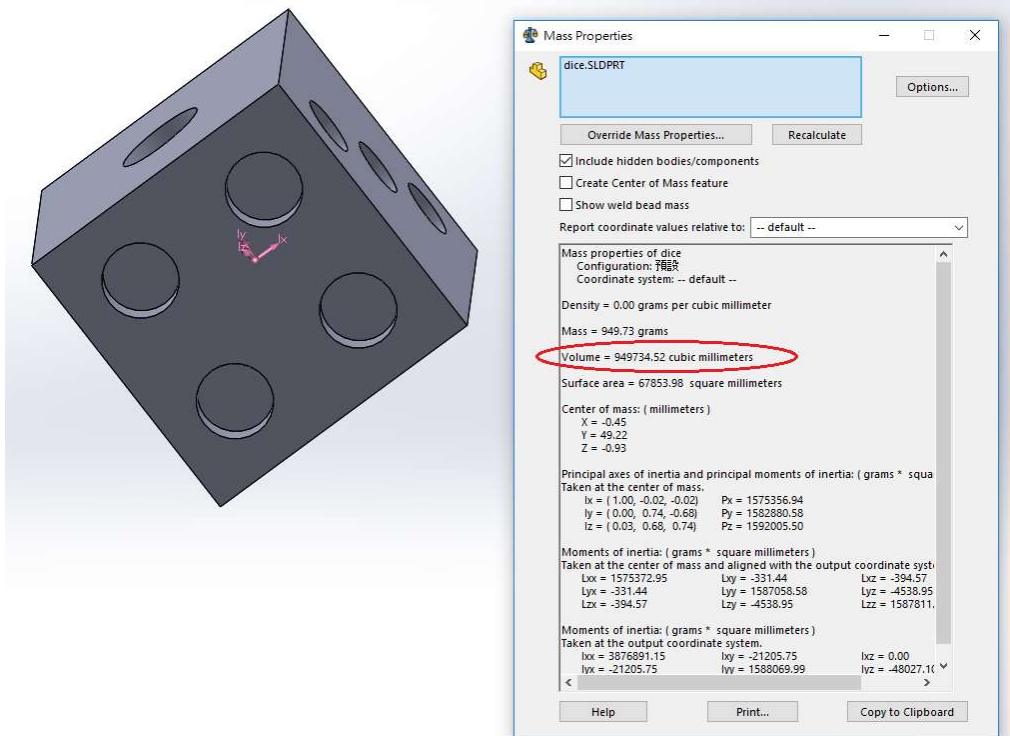 Mass Properties
dice.SLDPRT
Options...
Override Mass Properties...
Recalculate
Include hidden bodies/components
Create Center of Mass feature
Show weld bead mass
Report coordinate values relative to: -- default --
Mass properties of dice
Configuration: 預設
Coordinate system: -- default --
Density = 0.00 grams per cubic millimeter
Mass = 949.73 grams
Volume = 949734.52 cubic millimeters
Surface area = 67853.98 square millimeters
Center of mass: ( millimeters )
X = -0.45
Y = 49.22
Z = -0.93
Principal axes of inertia and principal moments of inertia: ( grams * squa
Taken at the center of mass.
Ix = ( 1.00, -0.02, -0.02) Px = 1575356.94
Iy = ( 0.00, 0.74, -0.68) Py = 1582880.58
Iz = ( 0.03, 0.68, 0.74) Pz = 1592005.50
Moments of inertia: ( grams * square millimeters )
Taken at the center of mass and aligned with the output coordinate syste
Lxx = 1575372.95 Lxy = -331.44 Lxz = -394.57
Lyx = -331.44 Lyy = 1587058.58 Lyz = -4538.95
Lzx = -394.57 Lzy = -4538.95 Lzz = 1587811.
Moments of inertia: ( grams * square millimeters )
Taken at the output coordinate system.
Ixx = 3876891.15 Ixy = -21205.75 Ixz = 0.00
Iyx = -21205.75 Iyy = 1588069.99 Iyz = -48027.10
Help
Print...
Copy to Clipboard
Iy
Iz
Ix